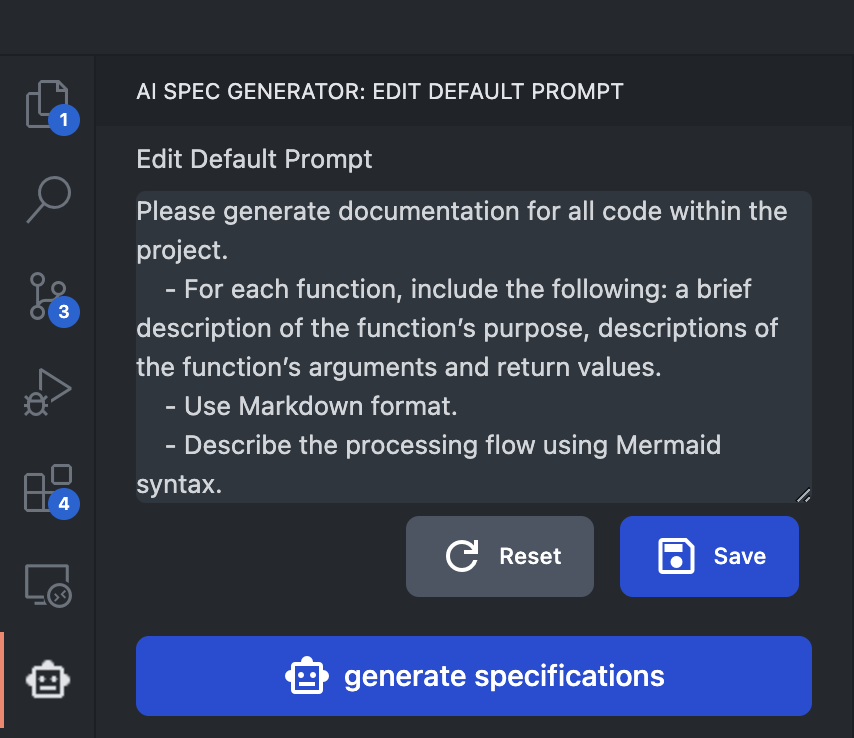 AI SPEC GENERATOR: EDIT DEFAULT PROMPT
1
Edit Default Prompt
Please generate documentation for all code within the
project.
- For each function, include the following: a brief
description of the function’s purpose, descriptions of
the function’s arguments and return values.
- Use Markdown format.
- Describe the processing flow using Mermaid
syntax.
3
4
Reset
Save
generate specifications